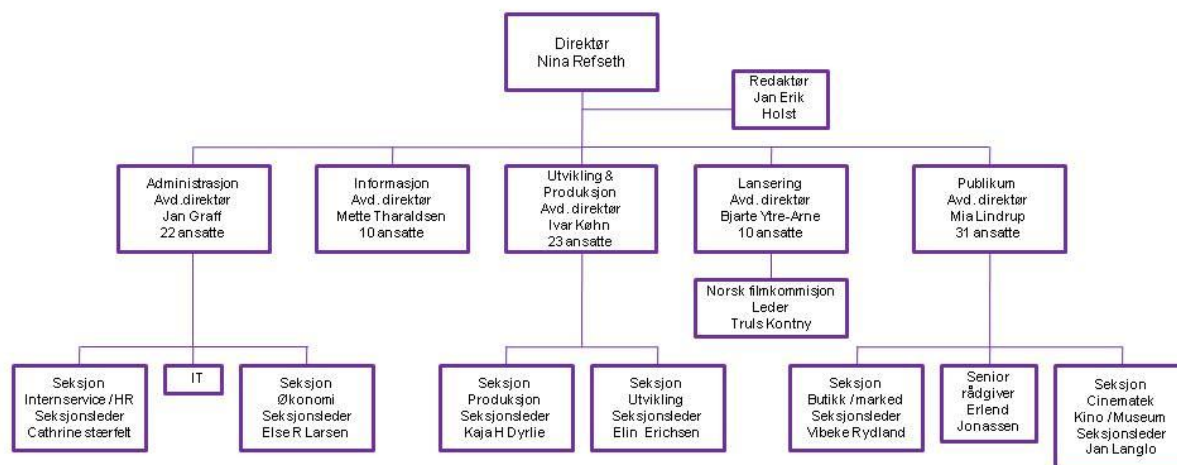 Direktør
Nina Refseth
Redaktør
Jan Erik
Holst
Administrasjon
Avd. direktør
Jan Graff
22 ansatte
Informasjon
Avd. direktør
Mette Tharaldsen
10 ansatte
Utvikling &
Produksjon
Avd. direktør
Ivar Køhn
23 ansatte
Lansering
Avd. direktør
Bjarte Ytre-Arne
10 ansatte
Publikum
Avd. direktør
Mia Lindrup
31 ansatte
Norsk filmkommisjon
Leder
Truls Kontny
Seksjon
Internservice / HR
Seksjonsleder
Cathrine stærfelt
IT
Seksjon
Økonomi
Seksjonsleder
Else R Larsen
Seksjon
Produksjon
Seksjonsleder
Kaja H Dyrlie
Seksjon
Utvikling
Seksjonsleder
Elin Erichsen
Seksjon
Butikk / marked
Seksjonsleder
Vibeke Rydland
Senior
rådgiver
Erlend
Jonassen
Seksjon
Cinematek
Kino / Museum
Seksjonsleder
Jan Langlo